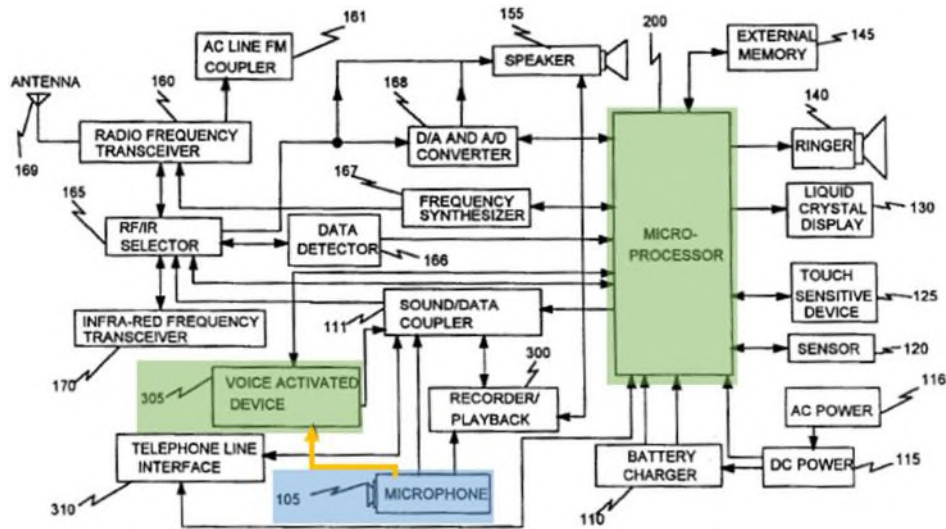 161
155
200
AC LINE FM
COUPLER
SPEAKER
EXTERNAL
MEMORY
145
ANTENNA
160
168
140
RADIO FREQUENCY
TRANSCEIVER
D/A AND A/D
CONVERTER
RINGER
169
167
165
FREQUENCY
SYNTHESIZER
LIQUID
CRYSTAL
DISPLAY
130
RF/IR
SELECTOR
DATA
DETECTOR
166
MICRO-
PROCESSOR
SOUND/DATA
COUPLER
111
TOUCH
SENSITIVE
DEVICE
125
INFRA-RED FREQUENCY
TRANSCEIVER
300
SENSOR
120
170
305
VOICE ACTIVATED
DEVICE
RECORDER/
PLAYBACK
116
AC POWER
TELEPHONE LINE
INTERFACE
BATTERY
CHARGER
DC POWER
310
105
MICROPHONE
110
115